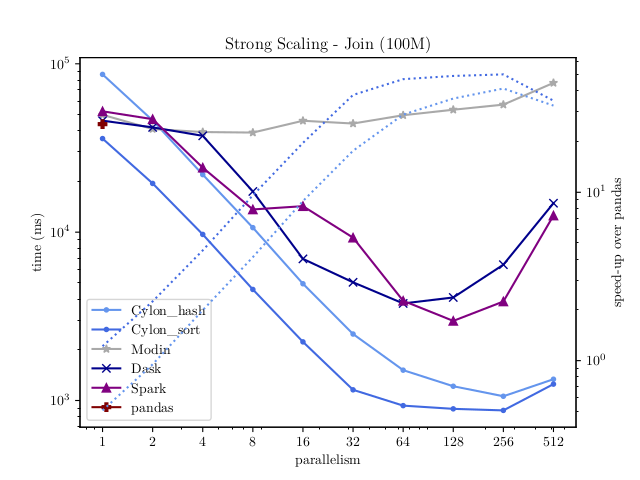 Strong Scaling - Join (100M)
10^5
10^4
10^3
time (ms)
10^1
10^0
speed-up over pandas
Cylon_hash
Cylon_sort
Modin
Dask
Spark
pandas
1 2 4 8 16 32 64 128 256 512
parallelism